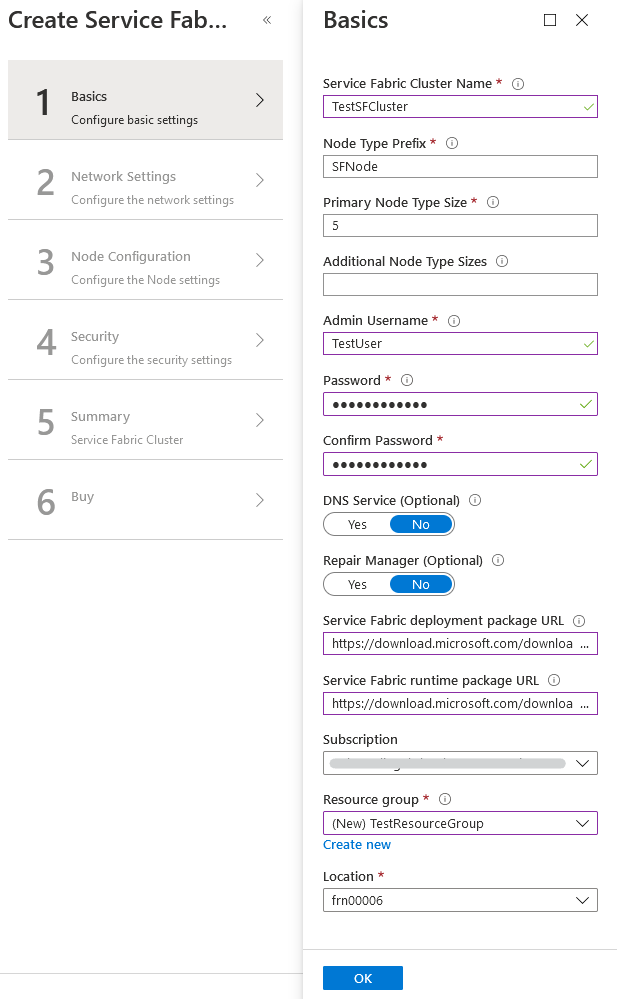 Create Service Fab...
«
1
Basics
Configure basic settings
2
Network Settings
Configure the network settings
3
Node Configuration
Configure the Node settings
4
Security
Configure the security settings
5
Summary
Service Fabric Cluster
6
Buy
Basics
Service Fabric Cluster Name *
TestSFCluster
Node Type Prefix *
SFNode
Primary Node Type Size *
5
Additional Node Type Sizes
Admin Username *
TestUser
Password *
●●●●●●●●●●●●
Confirm Password *
●●●●●●●●●●●●
DNS Service (Optional)
Yes No
Repair Manager (Optional)
Yes No
Service Fabric deployment package URL
https://download.microsoft.com/downloa ...
Service Fabric runtime package URL
https://download.microsoft.com/downloa ...
Subscription
Resource group *
(New) TestResourceGroup
Create new
Location *
frn00006
OK